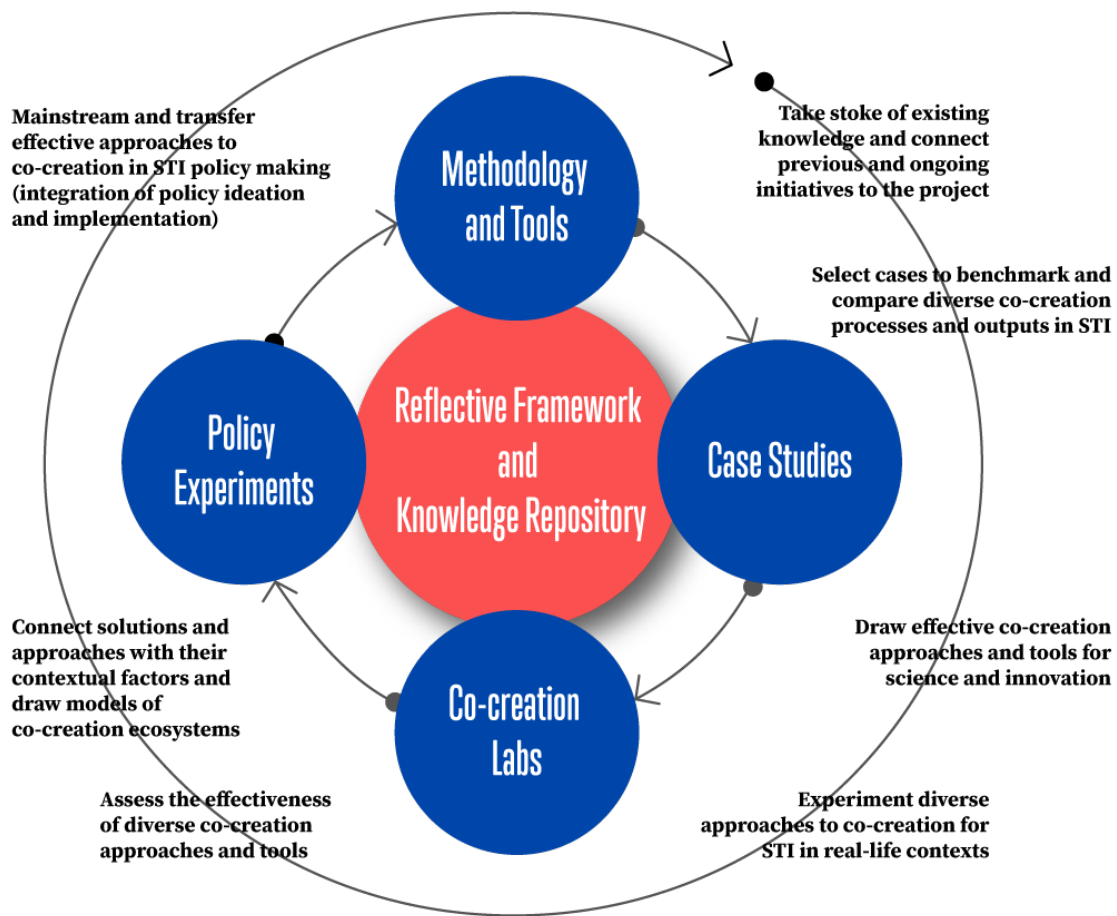 Mainstream and transfer
effective approaches to
co-creation in STI policy making
(integration of policy ideation
and implementation)
Methodology
and Tools
Take stoke of existing
knowledge and connect
previous and ongoing
initiatives to the project
Select cases to benchmark and
compare diverse co-creation
processes and outputs in STI
Policy
Experiments
Reflective Framework
and
Knowledge Repository
Case Studies
Connect solutions and
approaches with their
contextual factors and
draw models of
co-creation ecosystems
Co-creation
Labs
Draw effective co-creation
approaches and tools for
science and innovation
Assess the effectiveness
of diverse co-creation
approaches and tools
Experiment diverse
approaches to co-creation for
STI in real-life contexts